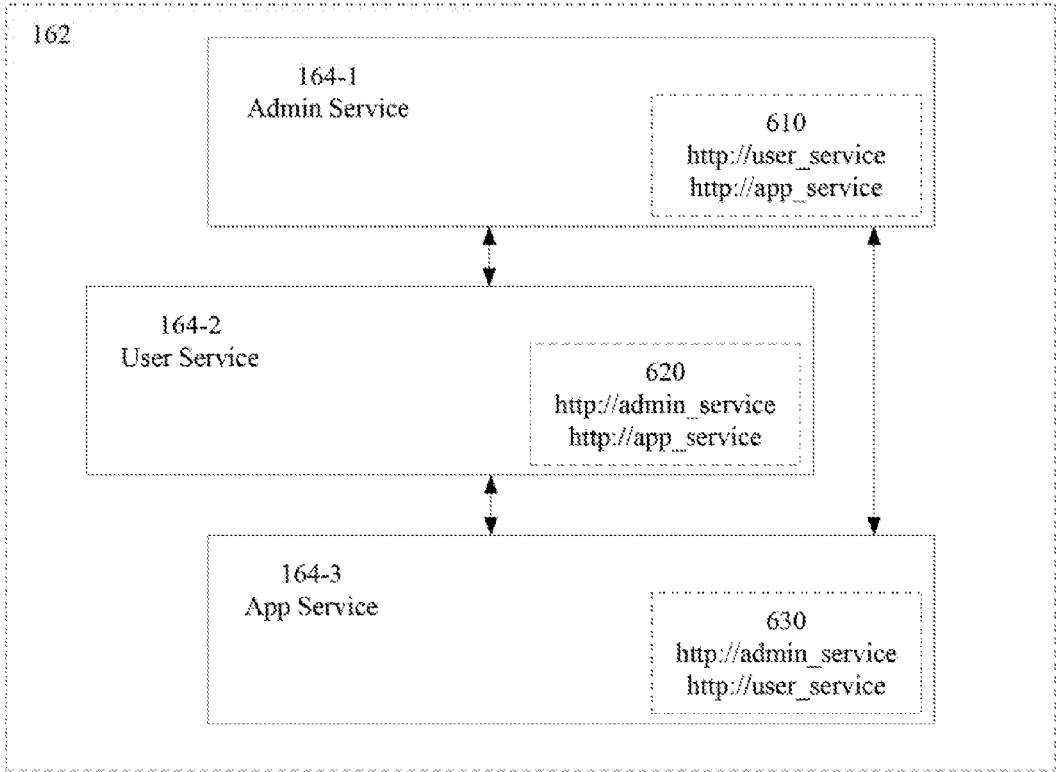 162
164-1
Admin Service
610
http://user_service
http://app_service
164-2
User Service
620
http://admin_service
http://app_service
164-3
App Service
630
http://admin_service
http://user_service